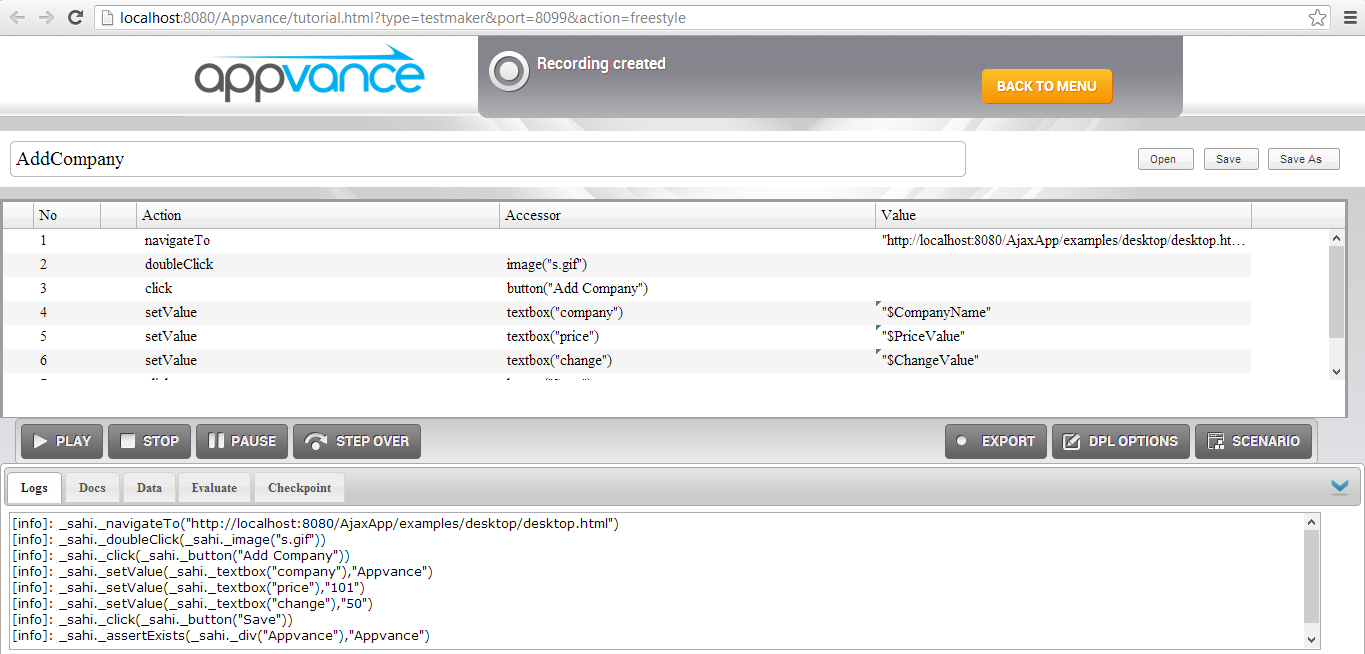 localhost:8080/Appvance/tutorial.html?type=testmaker&port=8099&action=freestyle
appvance
Recording created
BACK TO MENU
AddCompany
Open Save Save As
No Action Accessor Value
1 navigateTo "http://localhost:8080/AjaxApp/examples/desktop/desktop.ht...
2 doubleClick image("s.gif")
3 click button("Add Company")
4 setValue textbox("company") "$CompanyName"
5 setValue textbox("price") "$PriceValue"
6 setValue textbox("change") "$ChangeValue"
PLAY STOP PAUSE STEP OVER EXPORT DPL OPTIONS SCENARIO
Logs Docs Data Evaluate Checkpoint
[info]: _sahi._navigateTo("http://localhost:8080/AjaxApp/examples/desktop/desktop.html")
[info]: _sahi._doubleClick(_sahi._image("s.gif"))
[info]: _sahi._click(_sahi._button("Add Company"))
[info]: _sahi._setValue(_sahi._textbox("company"),"Appvance")
[info]: _sahi._setValue(_sahi._textbox("price"),"101")
[info]: _sahi._setValue(_sahi._textbox("change"),"50")
[info]: _sahi._click(_sahi._button("Save"))
[info]: _sahi._assertExists(_sahi._div("Appvance"),"Appvance")